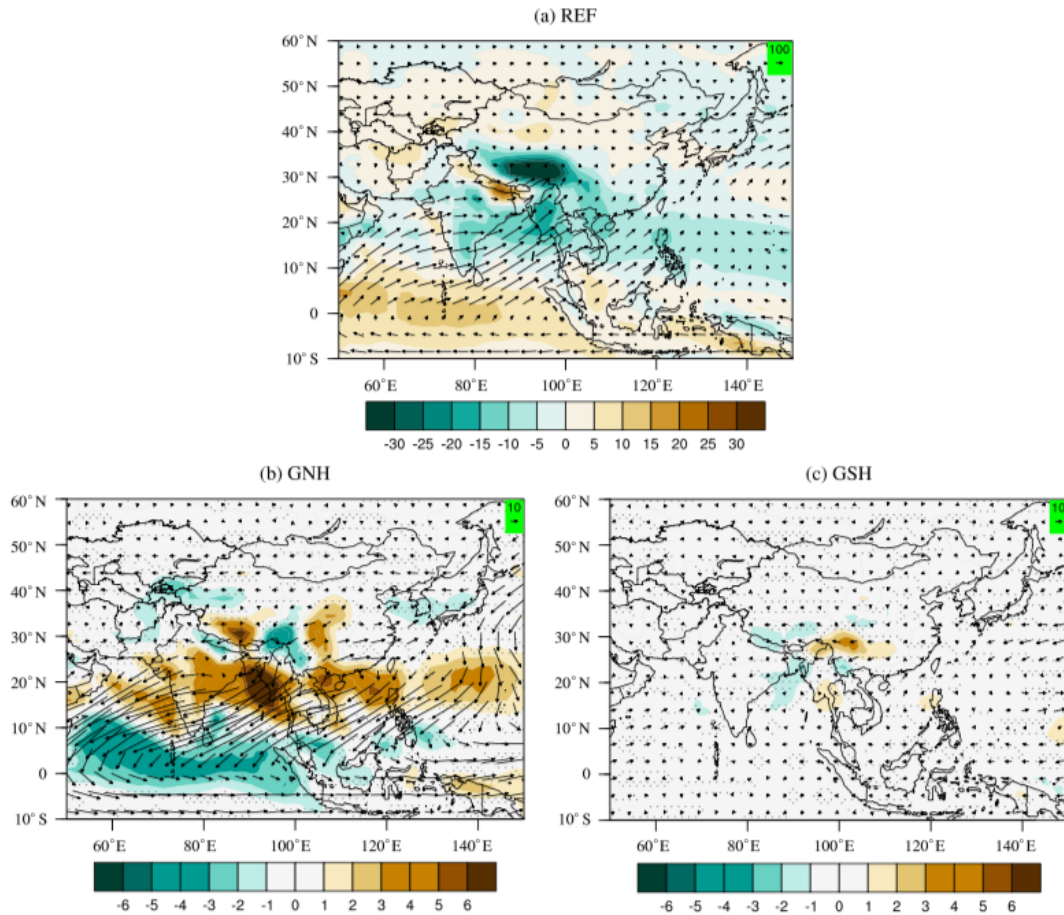 (a) REF
100
60°N
50°N
40°N
30°N
20°N
10°N
0
10°S
60°E 80°E 100°E 120°E 140°E
-30 -25 -20 -15 -10 -5 0 5 10 15 20 25 30
(b) GNH
10
60°N
50°N
40°N
30°N
20°N
10°N
0
10°S
60°E 80°E 100°E 120°E 140°E
-6 -5 -4 -3 -2 -1 0 1 2 3 4 5 6
(c) GSH
10
60°N
50°N
40°N
30°N
20°N
10°N
0
10°S
60°E 80°E 100°E 120°E 140°E
-6 -5 -4 -3 -2 -1 0 1 2 3 4 5 6